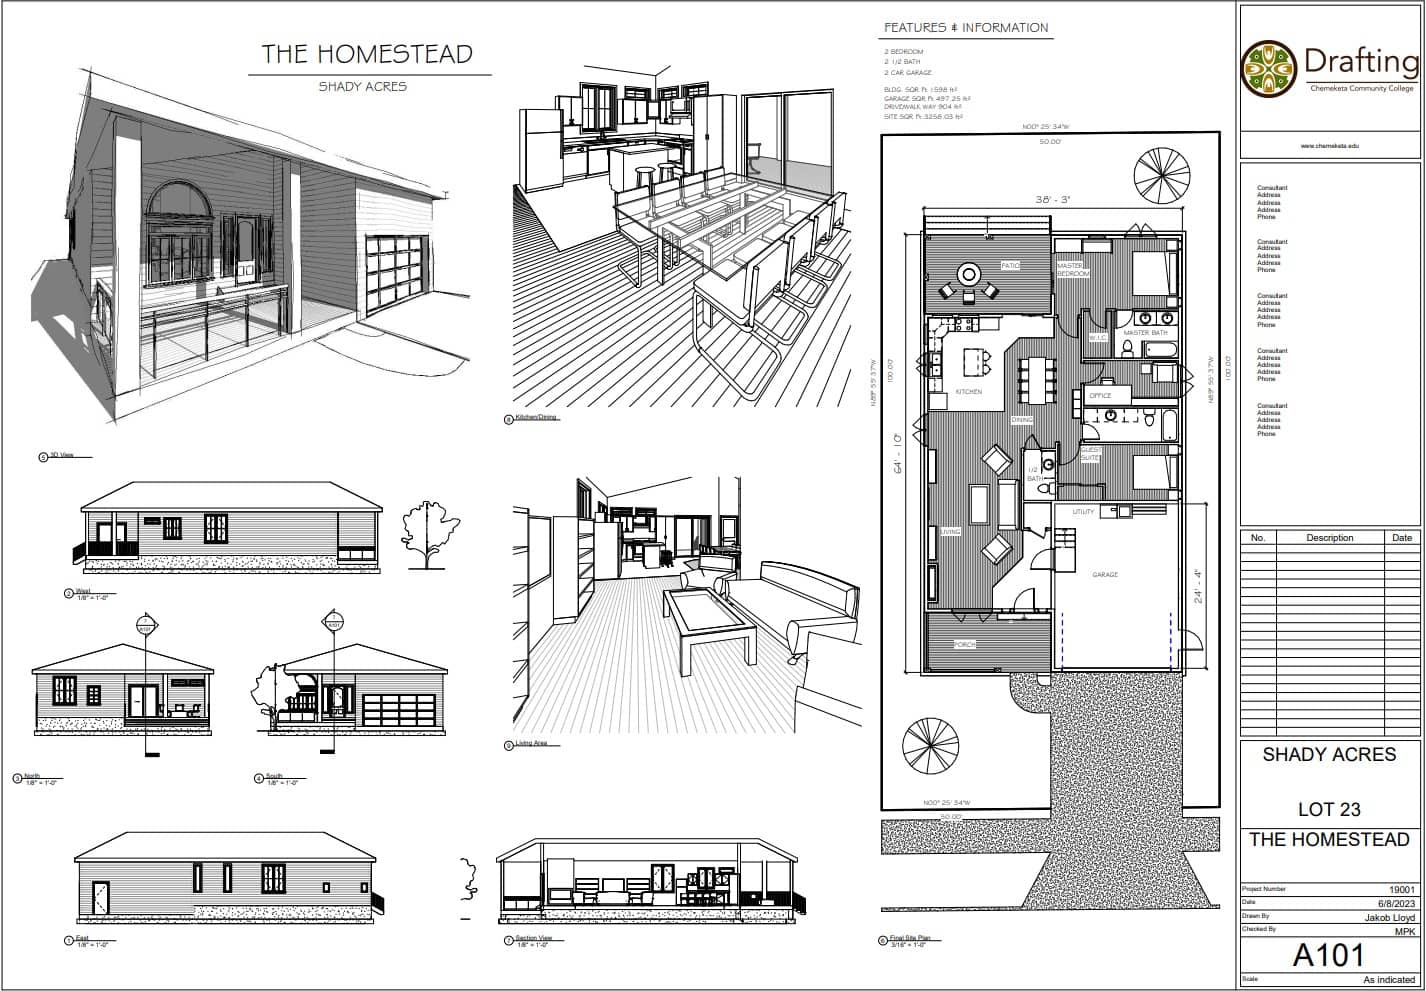 THE HOMESTEAD
SHADY ACRES
5 3D View
8 Kitchen/Dining
2 West
1/8" = 1'-0"
7
A101
7
A101
3 North
1/8" = 1'-0"
4 South
1/8" = 1'-0"
9 Living Area
1 East
1/8" = 1'-0"
7 Section View
1/8" = 1'-0"
FEATURES & INFORMATION
2 BEDROOM
2 1/2 BATH
2 CAR GARAGE
BLDG. SQR Ft. 1598 ft²
GARAGE SQR Ft. 497.25 ft²
DRIVE/WALK WAY 904 ft²
SITE SQR Ft. 3258.03 ft²
N00° 25' 34"W
50.00'
38' - 3"
PATIO
MASTER
BEDROOM
W.I.C.
MASTER BATH
KITCHEN
OFFICE
DINING
GUEST
SUITE
1/2
BATH
UTILITY
LIVING
GARAGE
PORCH
N89° 55' 37"W
100.00'
64' - 10"
24' - 4"
N89° 55' 37"W
100.00'
N00° 25' 34"W
50.00'
6 Final Site Plan
3/16" = 1'-0"
Drafting
Chemeketa Community College
www.chemeketa.edu
Consultant
Address
Address
Address
Phone
Consultant
Address
Address
Address
Phone
Consultant
Address
Address
Address
Phone
Consultant
Address
Address
Address
Phone
Consultant
Address
Address
Address
Phone
No. Description Date
SHADY ACRES
LOT 23
THE HOMESTEAD
Project Number 19001
Date 6/8/2023
Drawn By Jakob Lloyd
Checked By MPK
A101
Scale As indicated